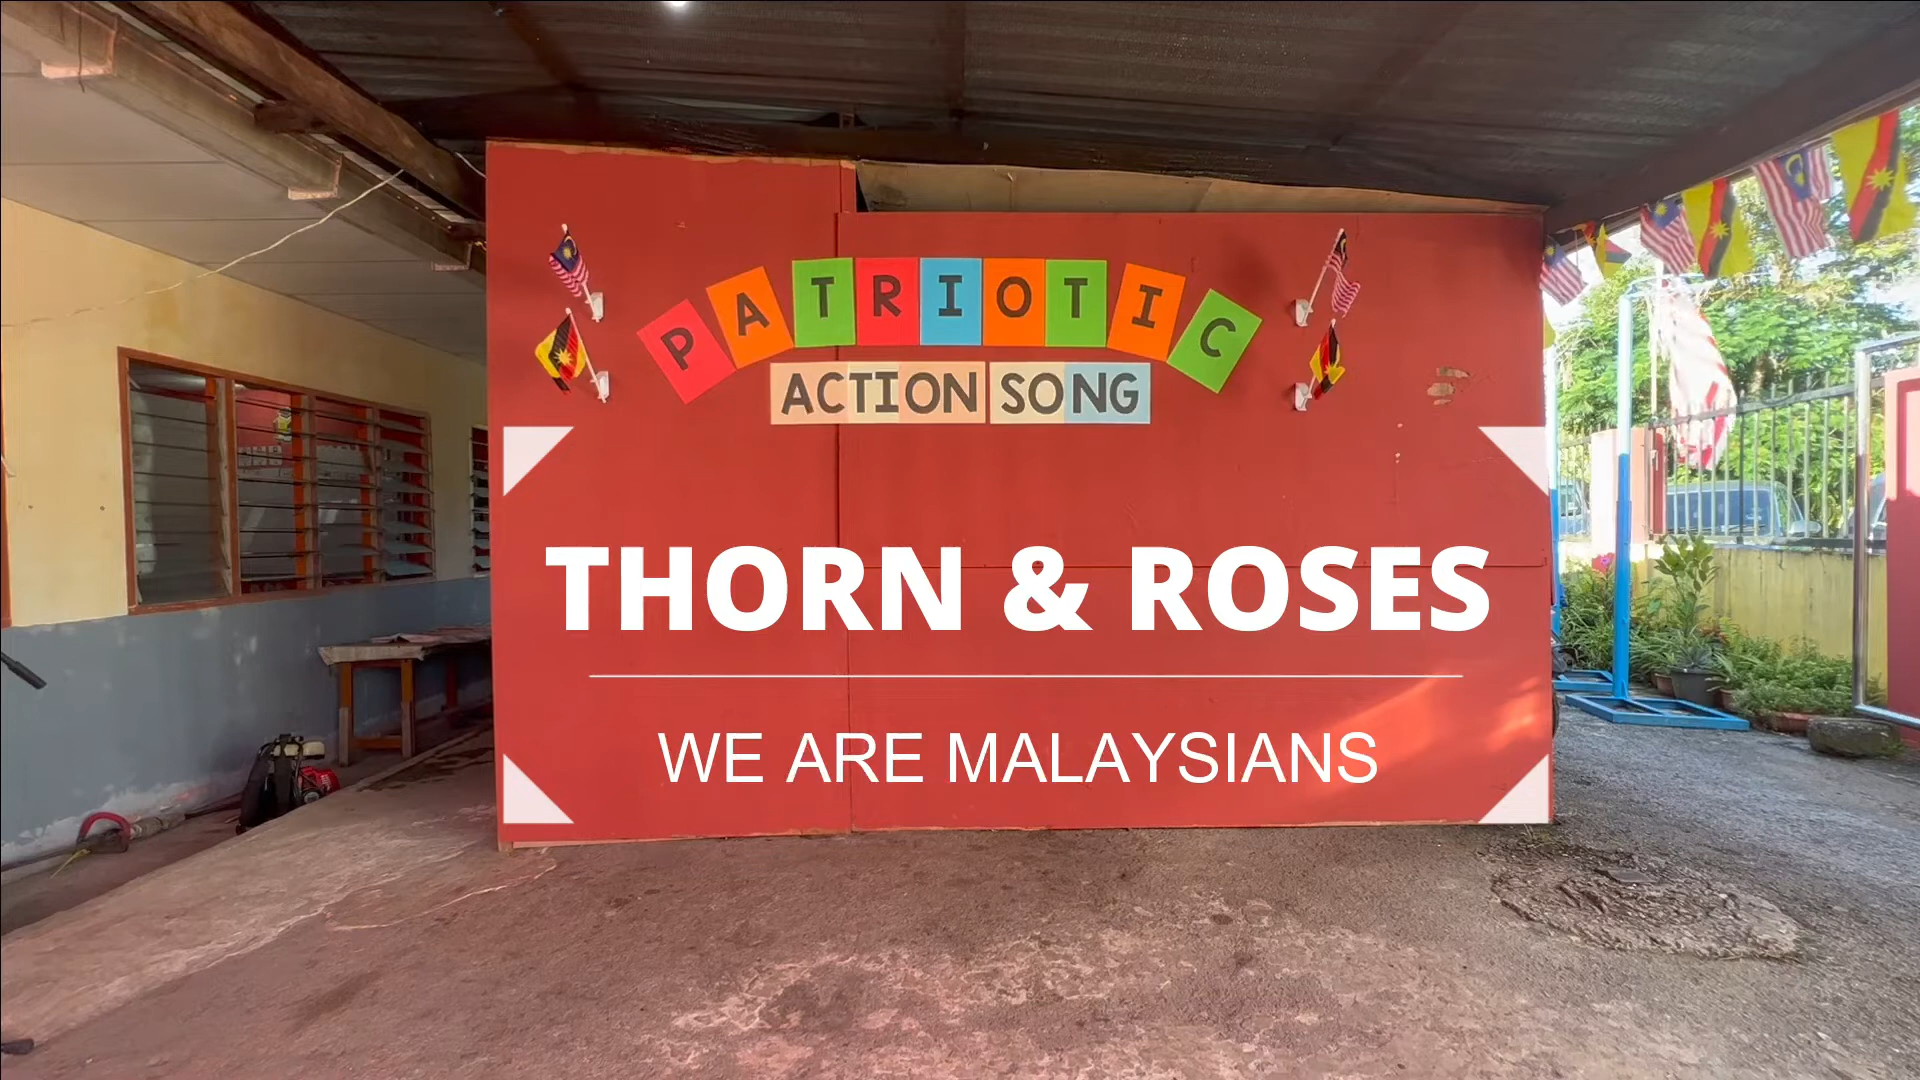 PATRIOTIC
ACTION SONG
THORN & ROSES
WE ARE MALAYSIANS